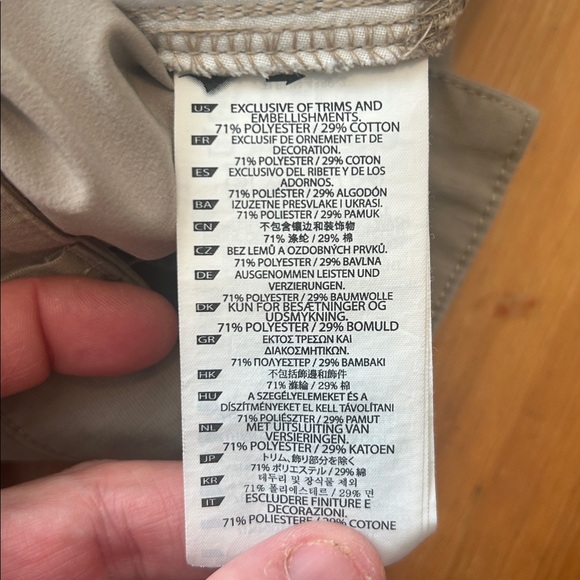 US EXCLUSIVE OF TRIMS AND
EMBELLISHMENTS.
71% POLYESTER / 29% COTTON
FR EXCLUSIF DE ORNEMENT ET DE
DECORATION.
71% POLYESTER / 29% COTON
ES EXCLUSIVO DEL RIBETE Y DE LOS
ADORNOS.
71% POLIÉSTER / 29% ALGODÓN
BA IZUZETNE PRESVLAKE I UKRASI.
71% POLIESTER / 29% PAMUK
CN 不包含镶边和装饰物
71% 涤纶 / 29% 棉
CZ BEZ LEMŮ A OZDOBNÝCH PRVKŮ.
71% POLYESTER / 29% BAVLNA
DE AUSGENOMMEN LEISTEN UND
VERZIERUNGEN.
71% POLYESTER / 29% BAUMWOLLE
DK KUN FOR BESÆTNINGER OG
UDSMYKNING.
71% POLYESTER / 29% BOMULD
GR ΕΚΤΟΣ ΤΡΕΣΩΝ ΚΑΙ
ΔΙΑΚΟΣΜΗΤΙΚΩΝ.
71% ΠΟΛΥΕΣΤΕΡ / 29% ΒΑΜΒΑΚΙ
HK 不包括飾邊和飾件
71% 滌綸 / 29% 棉
HU A SZEGÉLYELEMEKET ÉS A
DÍSZÍTMÉNYEKET EL KELL TÁVOLÍTANI
71% POLIÉSZTER / 29% PAMUT
NL MET UITSLUITING VAN
VERSIERINGEN.
71% POLYESTER / 29% KATOEN
JP トリム、飾り部分を除く
71% ポリエステル / 29% 綿
KR 테두리 및 장식물 제외
71% 폴리에스테르 / 29% 면
IT ESCLUDERE FINITURE E
DECORAZIONI.
71% POLIESTERE / 29% COTONE